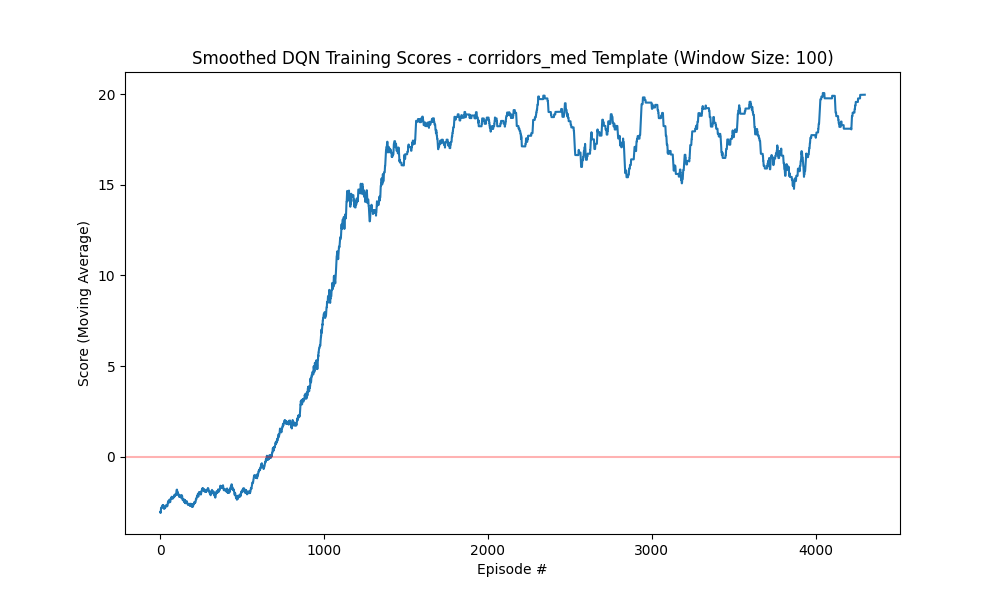 Smoothed DQN Training Scores - corridors_med Template (Window Size: 100)
20
15
10
5
0
Score (Moving Average)
0 1000 2000 3000 4000
Episode #